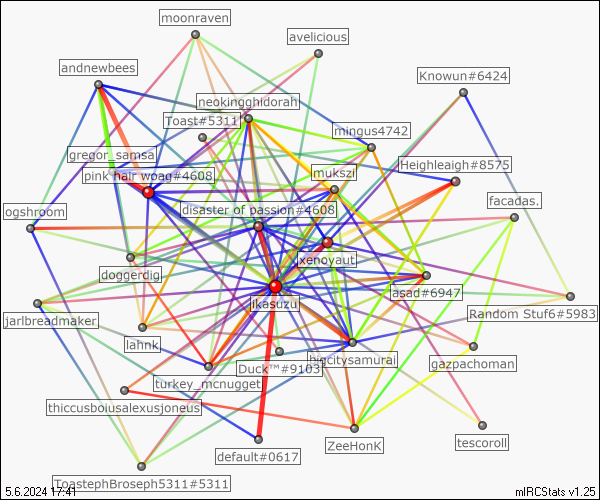 moonraven
avelicious
andnewbees
Knowun#6424
neokingghidorah
Toast#5311
mingus4742
gregor_samsa
Heighleaigh#8575
pink hair woag#4608
mukszi
facadas.
ogshroom
disaster of passion#4608
xenoyaut
doggerdig
asad#6947
ikasuzu
Random Stuf6#5983
jarlbreadmaker
lahnk
bigcitysamurai
gazpachoman
Duck™#9103
turkey_mcnugget
thiccusboiusalexusjoneus
ZeeHonK
tescoroll
default#0617
ToastephBroseph5311#5311
5.6.2024 17:41
mIRCStats v1.25